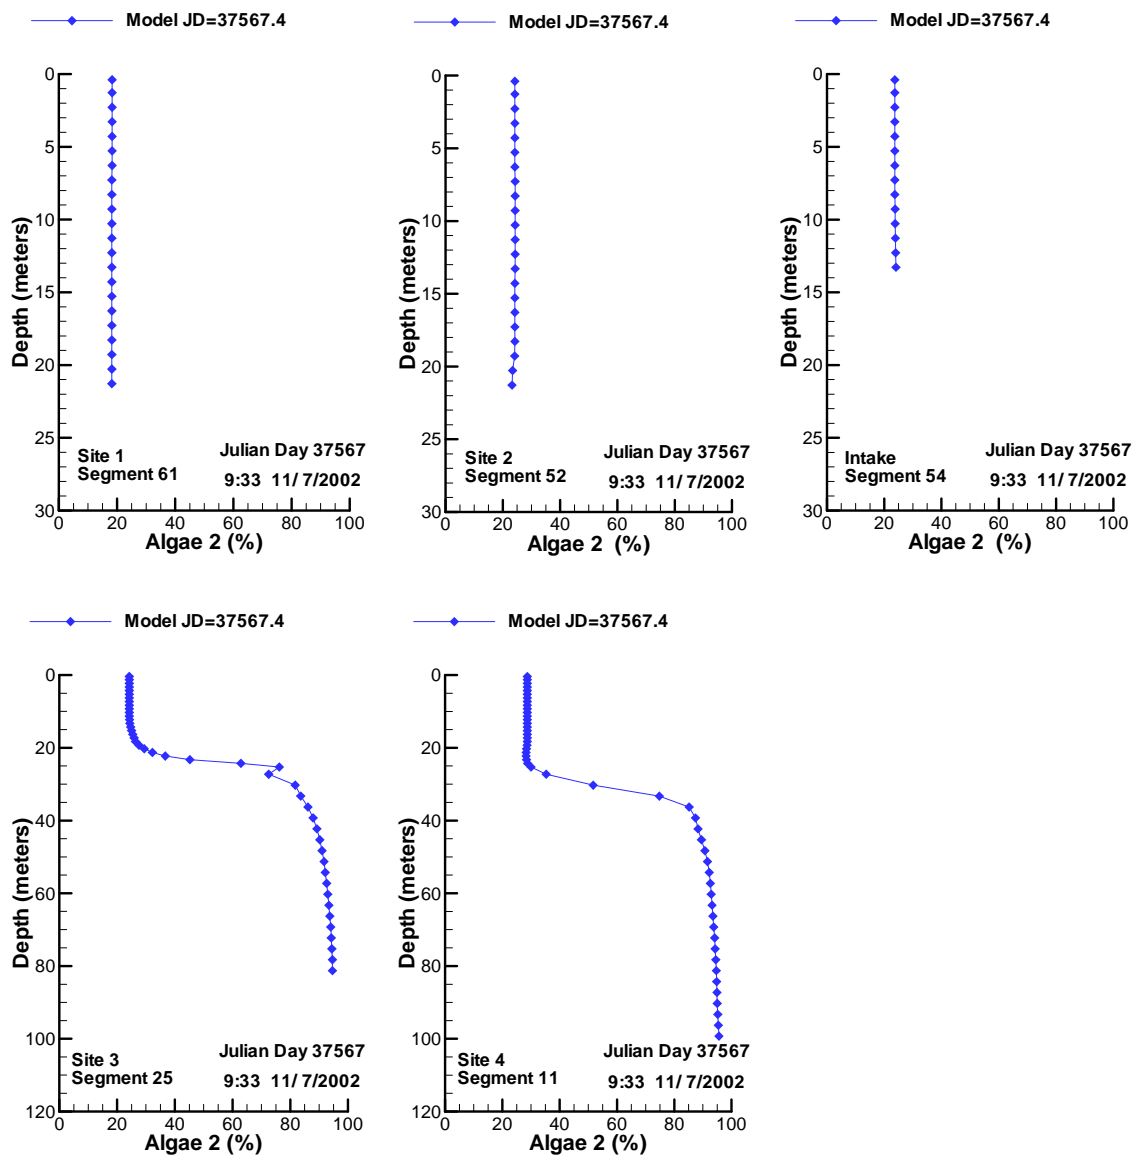 Model JD=37567.4
0
5
10
15
20
25
30
Depth (meters)
Site 1
Segment 61
Julian Day 37567
9:33 11/ 7/2002
0 20 40 60 80 100
Algae 2 (%)
Model JD=37567.4
0
5
10
15
20
25
30
Depth (meters)
Site 2
Segment 52
Julian Day 37567
9:33 11/ 7/2002
0 20 40 60 80 100
Algae 2 (%)
Model JD=37567.4
0
5
10
15
20
25
30
Depth (meters)
Intake
Segment 54
Julian Day 37567
9:33 11/ 7/2002
0 20 40 60 80 100
Algae 2 (%)
Model JD=37567.4
0
20
40
60
80
100
120
Depth (meters)
Site 3
Segment 25
Julian Day 37567
9:33 11/ 7/2002
0 20 40 60 80 100
Algae 2 (%)
Model JD=37567.4
0
20
40
60
80
100
120
Depth (meters)
Site 4
Segment 11
Julian Day 37567
9:33 11/ 7/2002
0 20 40 60 80 100
Algae 2 (%)